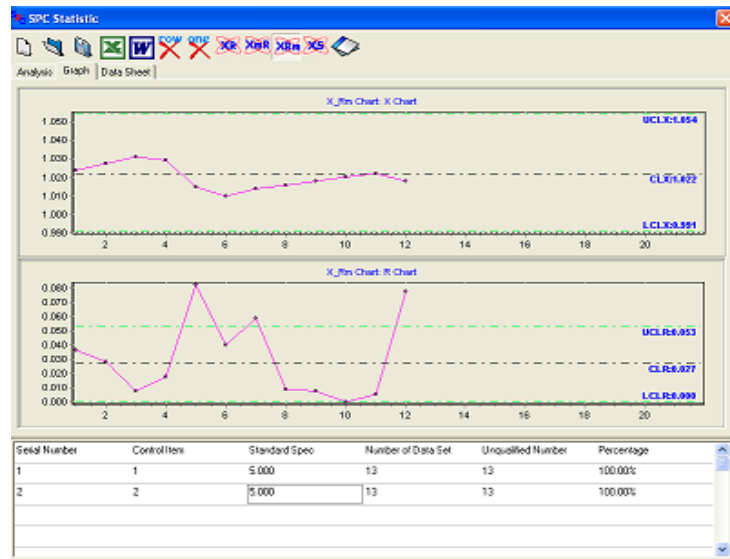 SPC Statistic
row one XR XmR XRm XS
Analysis Graph Data Sheet
X_Rm Chart: X Chart
1.050
1.040
1.030
1.020
1.010
1.000
0.990
UCLX:1.054
CLX:1.022
LCLX:0.991
2 4 6 8 10 12 14 16 18 20
X_Rm Chart: R Chart
0.080
0.070
0.060
0.050
0.040
0.030
0.020
0.010
0.000
UCLR:0.053
CLR:0.027
LCLR:0.000
2 4 6 8 10 12 14 16 18 20
Serial Number Control Item Standard Spec Number of Data Set Unqualified Number Percentage
1 1 5.000 13 13 100.00%
2 2 5.000 13 13 100.00%